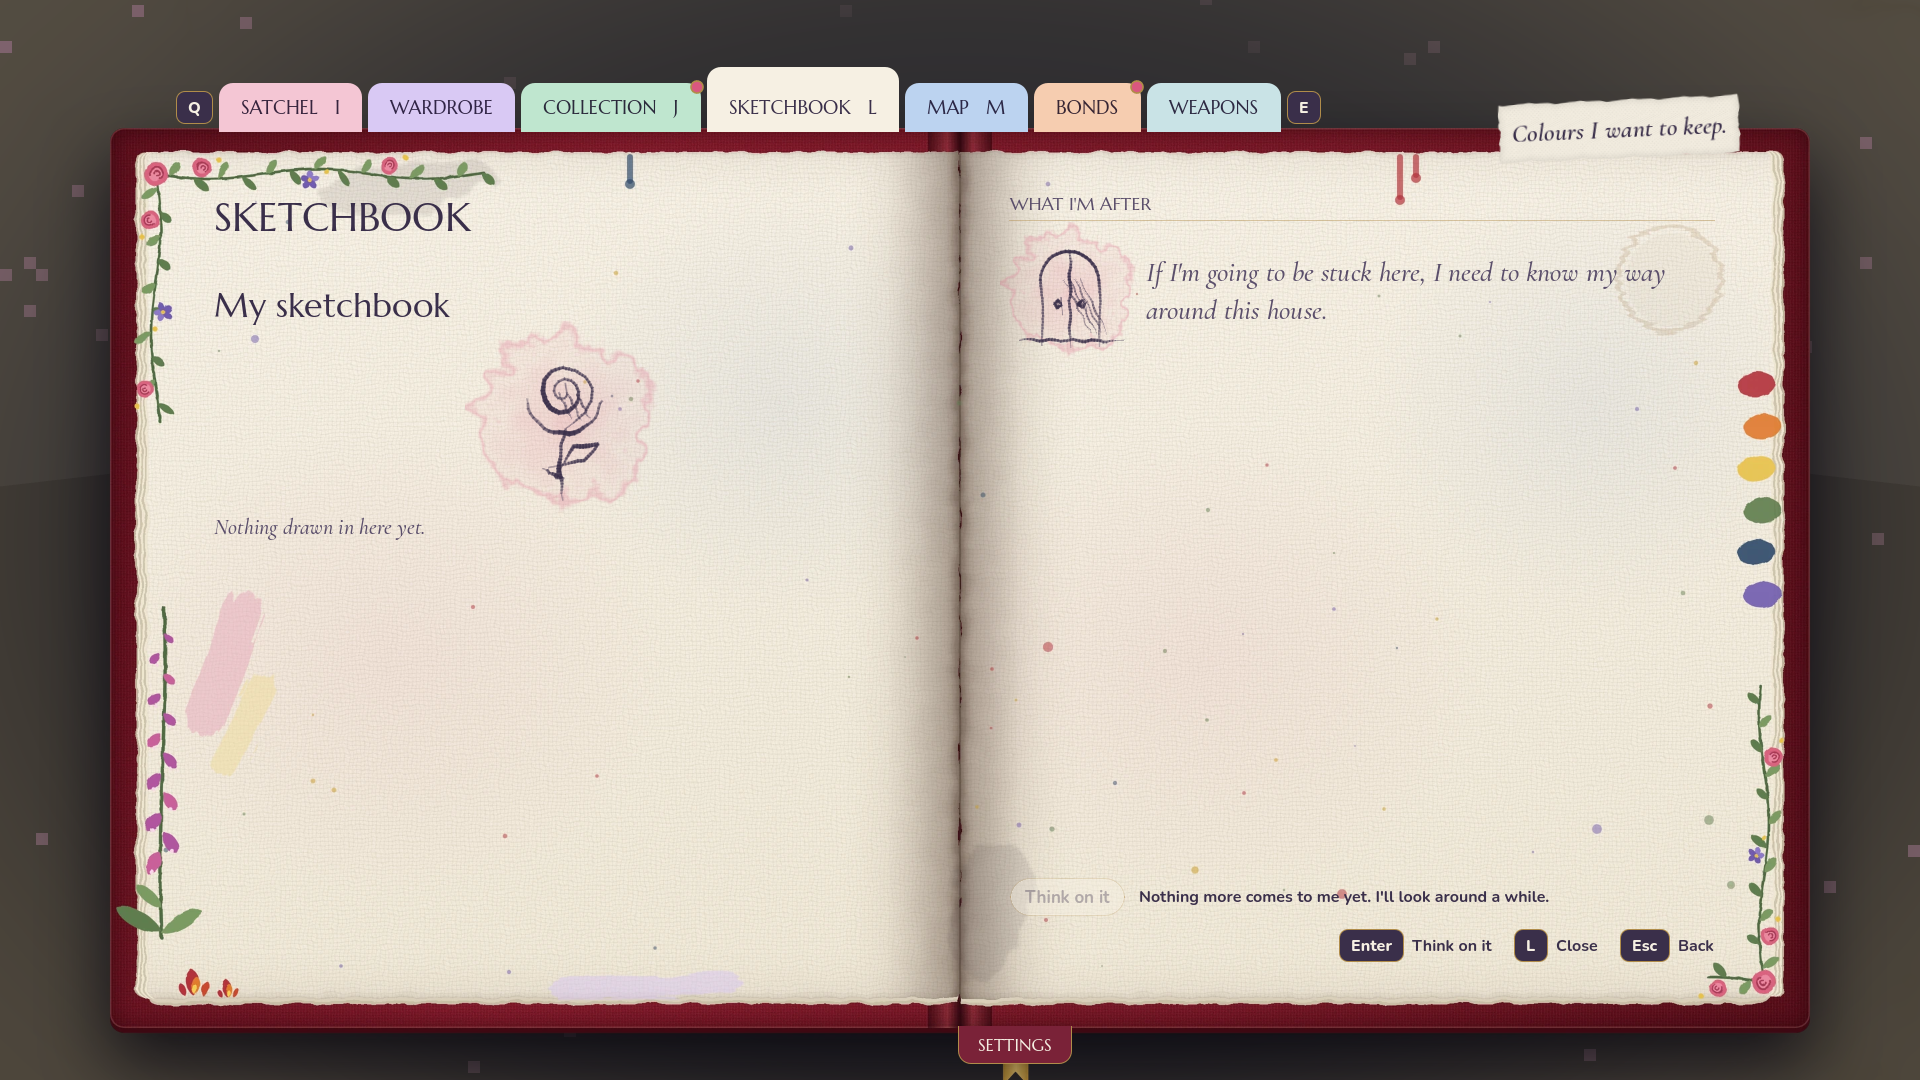 Q
SATCHEL I
WARDROBE
COLLECTION J
SKETCHBOOK L
MAP M
BONDS
WEAPONS
E
Colours I want to keep.
SKETCHBOOK
My sketchbook
Nothing drawn in here yet.
WHAT I'M AFTER
If I'm going to be stuck here, I need to know my way
around this house.
Think on it
Nothing more comes to me yet. I'll look around a while.
Enter Think on it L Close Esc Back
SETTINGS